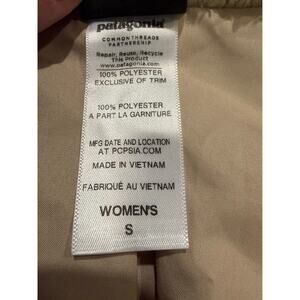 patagonia
COMMON THREADS
PARTNERSHIP
Repair, Reuse, Recycle
This Product
www.patagonia.com
100% POLYESTER
EXCLUSIVE OF TRIM
100% POLYESTER
A PART LA GARNITURE
MFG DATE AND LOCATION
AT PCPSIA.COM
MADE IN VIETNAM
FABRIQUÉ AU VIETNAM
WOMEN'S
S